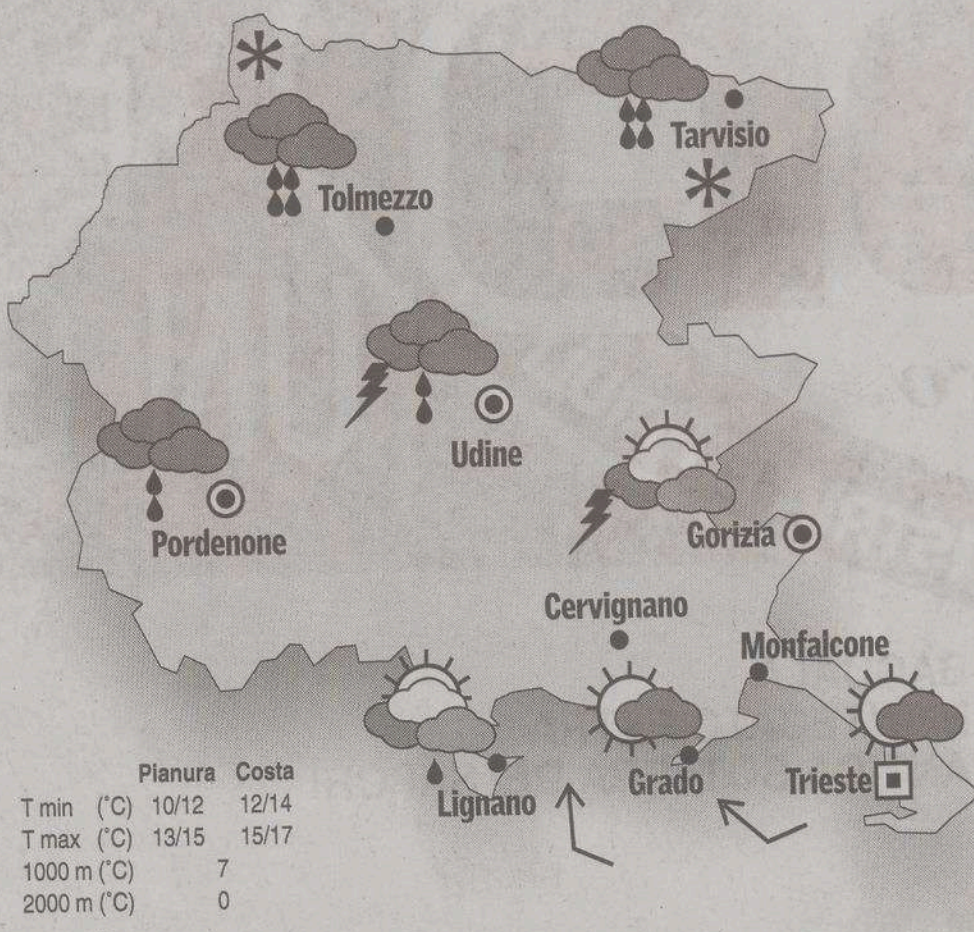 Tarvisio
Tolmezzo
Udine
Pordenone
Gorizia
Cervignano
Monfalcone
Lignano
Grado
Trieste
Pianura Costa
T min (°C) 10/12 12/14
T max (°C) 13/15 15/17
1000 m (°C) 7
2000 m (°C) 0